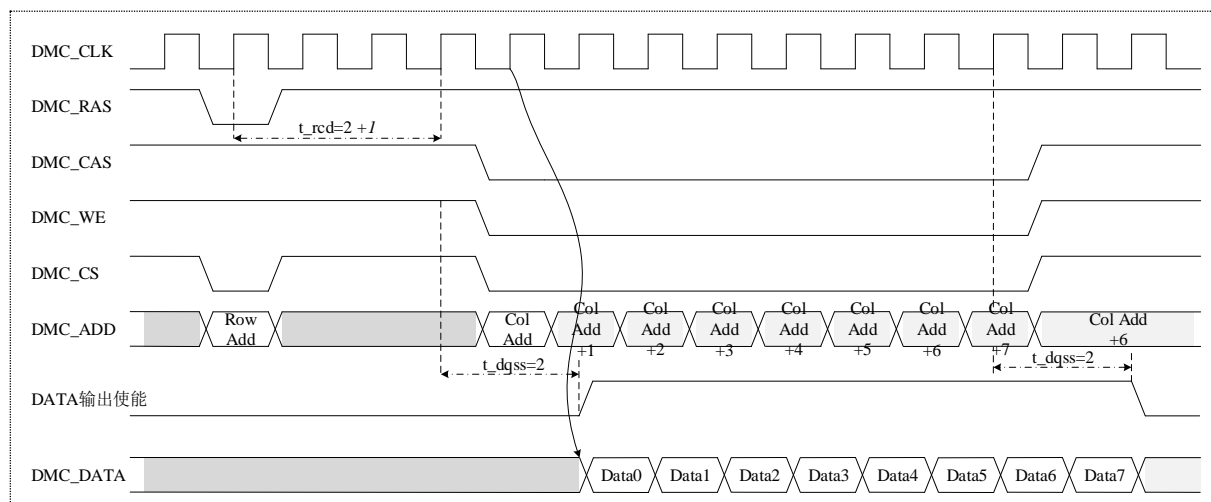 DMC_CLK
DMC_RAS
t_rcd=2 +1
DMC_CAS
DMC_WE
DMC_CS
DMC_ADD
Row
Add
Col
Add
Col
Add
+1
Col
Add
+2
Col
Add
+3
Col
Add
+4
Col
Add
+5
Col
Add
+6
Col
Add
+7
Col Add
+6
t_dqss=2
t_dqss=2
DATA输出使能
DMC_DATA
Data0
Data1
Data2
Data3
Data4
Data5
Data6
Data7